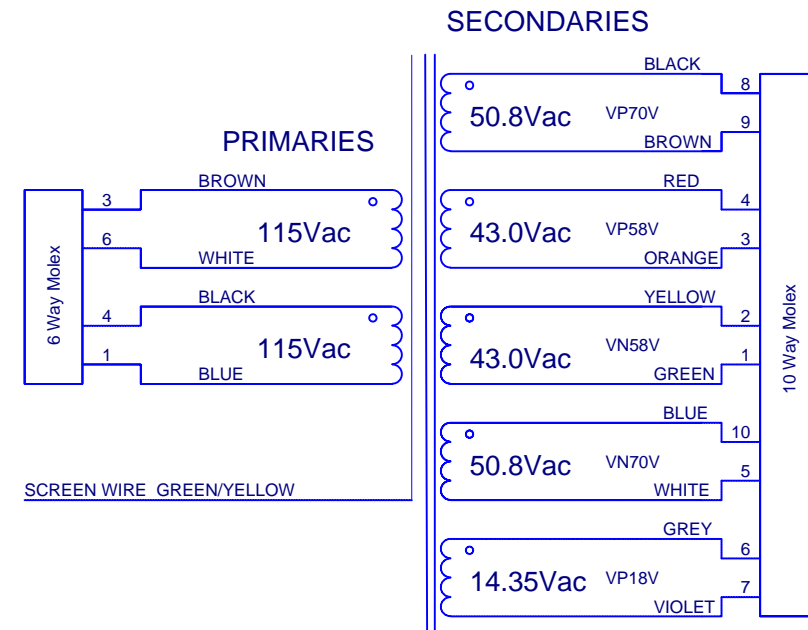 SECONDARIES
PRIMARIES
6 Way Molex
3
BROWN
115Vac
6
WHITE
4
BLACK
115Vac
1
BLUE
SCREEN WIRE GREEN/YELLOW
BLACK
8
50.8Vac VP70V
9
BROWN
RED
4
43.0Vac VP58V
3
ORANGE
YELLOW
2
43.0Vac VN58V
1
GREEN
BLUE
10
50.8Vac VN70V
5
WHITE
GREY
6
14.35Vac VP18V
7
VIOLET
10 Way Molex